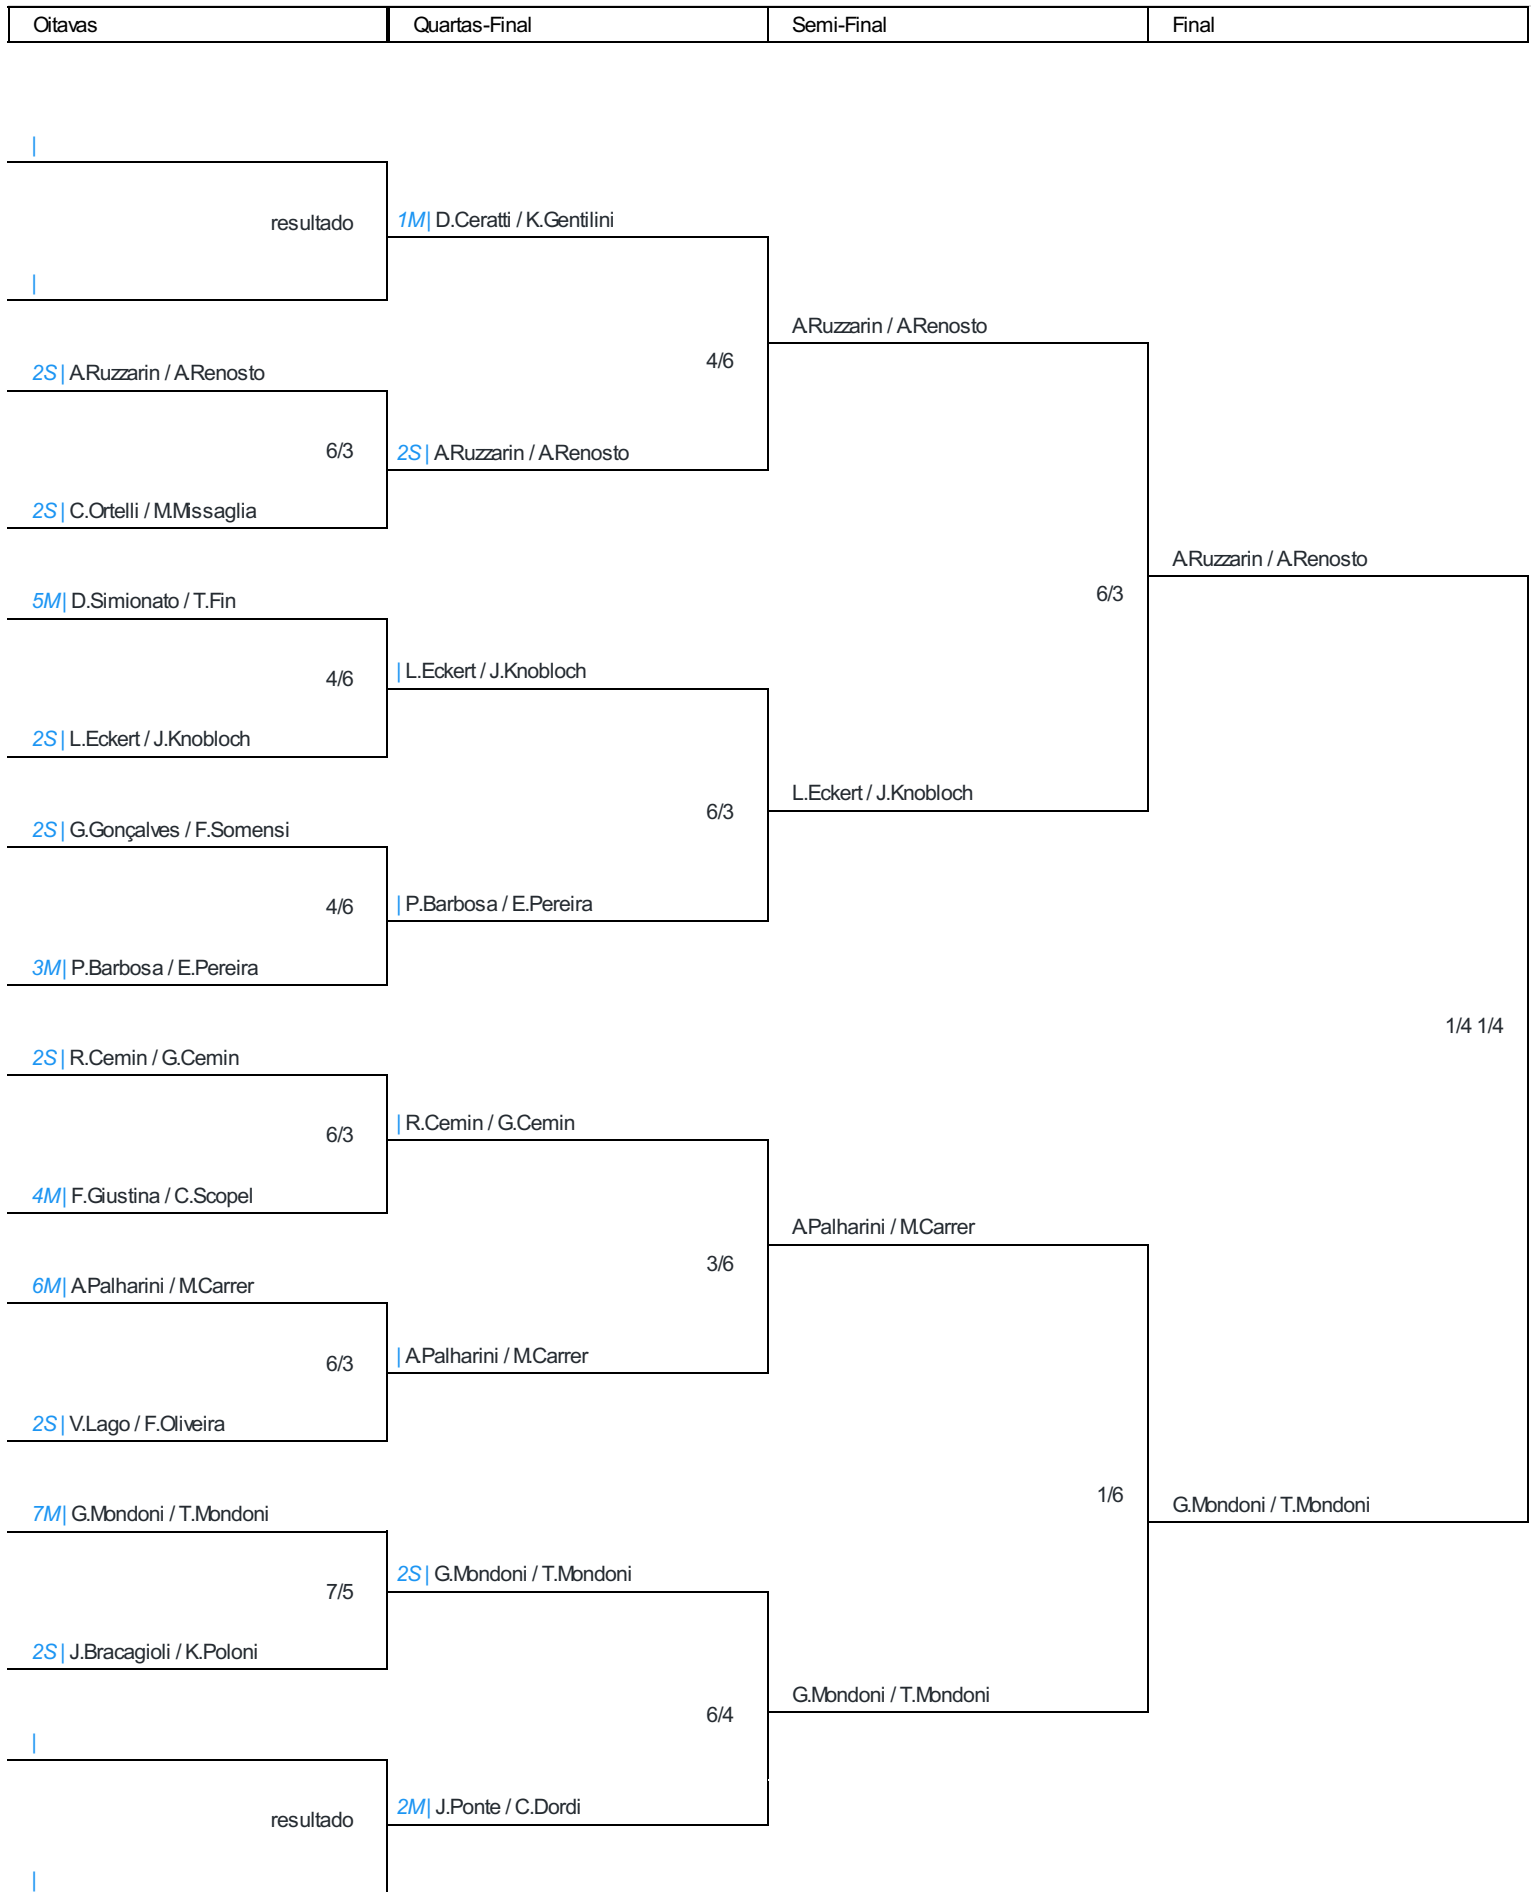 Oitavas Quartas-Final Semi-Final Final
|
resultado
1M| D.Ceratti / K.Gentilini
|
A.Ruzzarin / A.Renosto
4/6
2S| A.Ruzzarin / A.Renosto
6/3
2S| A.Ruzzarin / A.Renosto
2S| C.Ortelli / M.Missaglia
A.Ruzzarin / A.Renosto
6/3
5M| D.Simionato / T.Fin
4/6
| L.Eckert / J.Knobloch
2S| L.Eckert / J.Knobloch
L.Eckert / J.Knobloch
6/3
2S| G.Gonçalves / F.Somensi
4/6
| P.Barbosa / E.Pereira
3M| P.Barbosa / E.Pereira
1/4 1/4
2S| R.Cemin / G.Cemin
6/3
| R.Cemin / G.Cemin
4M| F.Giustina / C.Scopel
A.Palharini / M.Carrer
3/6
6M| A.Palharini / M.Carrer
6/3
| A.Palharini / M.Carrer
2S| V.Lago / F.Oliveira
1/6
G.Mondoni / T.Mondoni
7M| G.Mondoni / T.Mondoni
7/5
2S| G.Mondoni / T.Mondoni
2S| J.Bracagioli / K.Poloni
G.Mondoni / T.Mondoni
6/4
|
resultado
2M| J.Ponte / C.Dordi
|